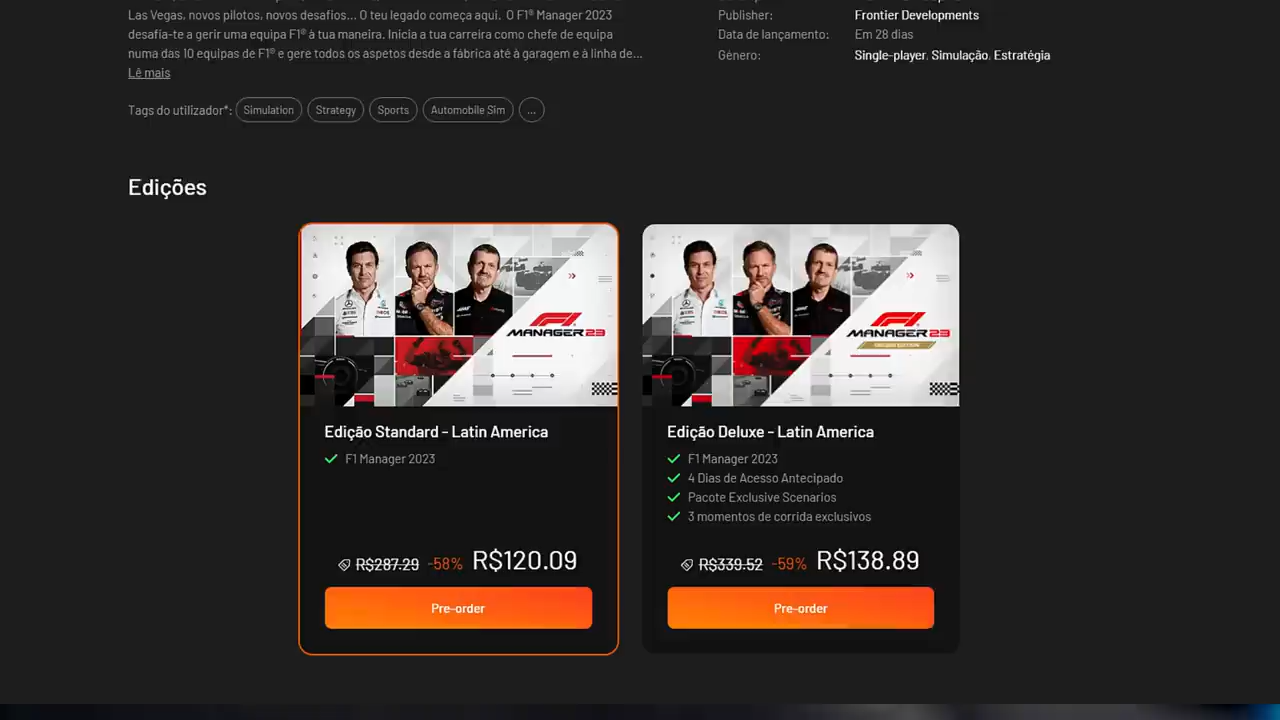 Las Vegas, novos pilotos, novos desafios... O teu legado começa aqui. O F1® Manager 2023
desafia-te a gerir uma equipa F1® à tua maneira. Inicia a tua carreira como chefe de equipa
numa das 10 equipas de F1® e gere todos os aspetos desde a fábrica até à garagem e à linha de...
Lê mais
Publisher: Frontier Developments
Data de lançamento: Em 28 dias
Género: Single-player, Simulação, Estratégia
Tags do utilizador*: Simulation Strategy Sports Automobile Sim ...
Edições
F1
MANAGER 23
F1
MANAGER 23
DELUXE EDITION
Edição Standard - Latin America
F1 Manager 2023
R$287.29 -58% R$120.09
Pre-order
Edição Deluxe - Latin America
F1 Manager 2023
4 Dias de Acesso Antecipado
Pacote Exclusive Scenarios
3 momentos de corrida exclusivos
R$339.52 -59% R$138.89
Pre-order